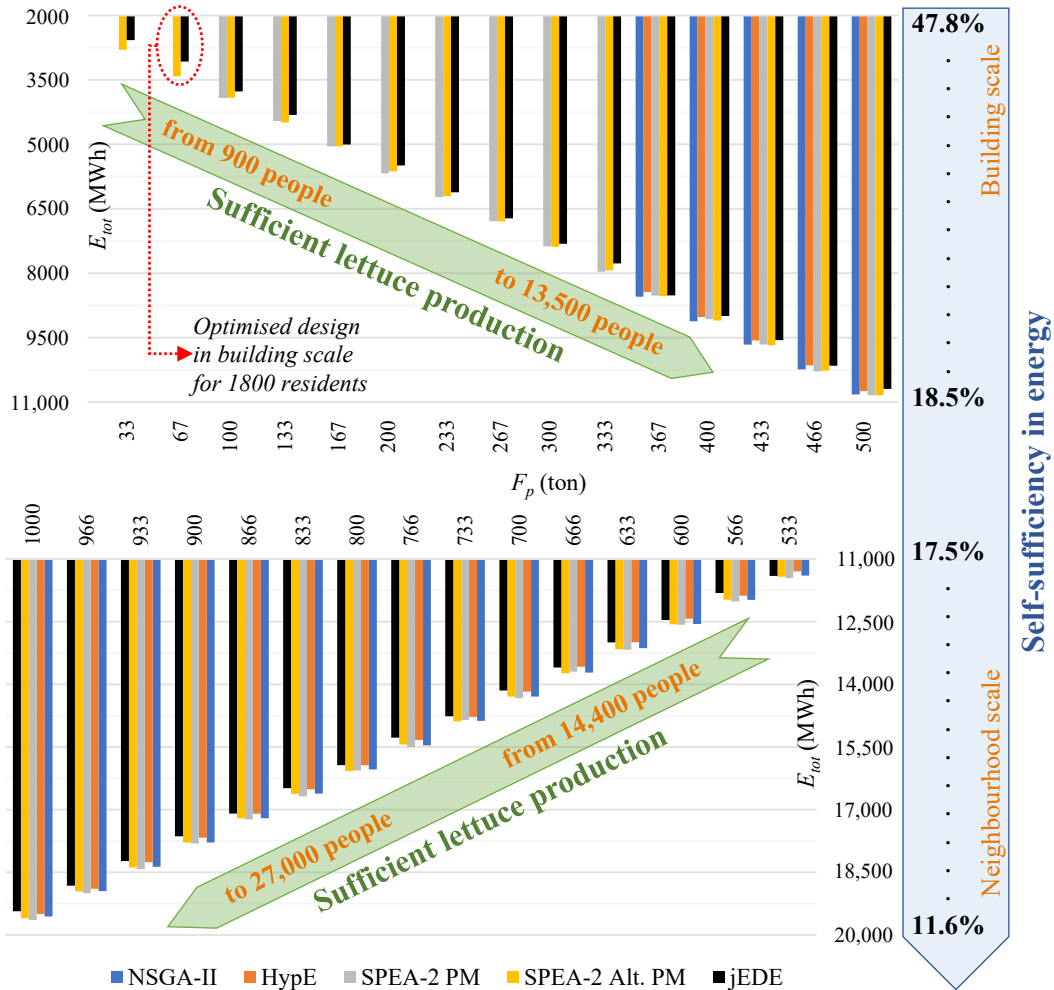 2000
3500
5000
6500
8000
9500
11,000
E_tot (MWh)
from 900 people
Sufficient lettuce production
to 13,500 people
Optimised design
in building scale
for 1800 residents
33
67
100
133
167
200
233
267
300
333
367
400
433
466
500
F_p (ton)
1000
966
933
900
866
833
800
766
733
700
666
633
600
566
533
11,000
12,500
14,000
15,500
17,000
18,500
20,000
E_tot (MWh)
from 14,400 people
Sufficient lettuce production
to 27,000 people
47.8%
Building scale
18.5%
17.5%
Neighbourhood scale
11.6%
Self-sufficiency in energy
NSGA-II
HypE
SPEA-2 PM
SPEA-2 Alt. PM
jEDE